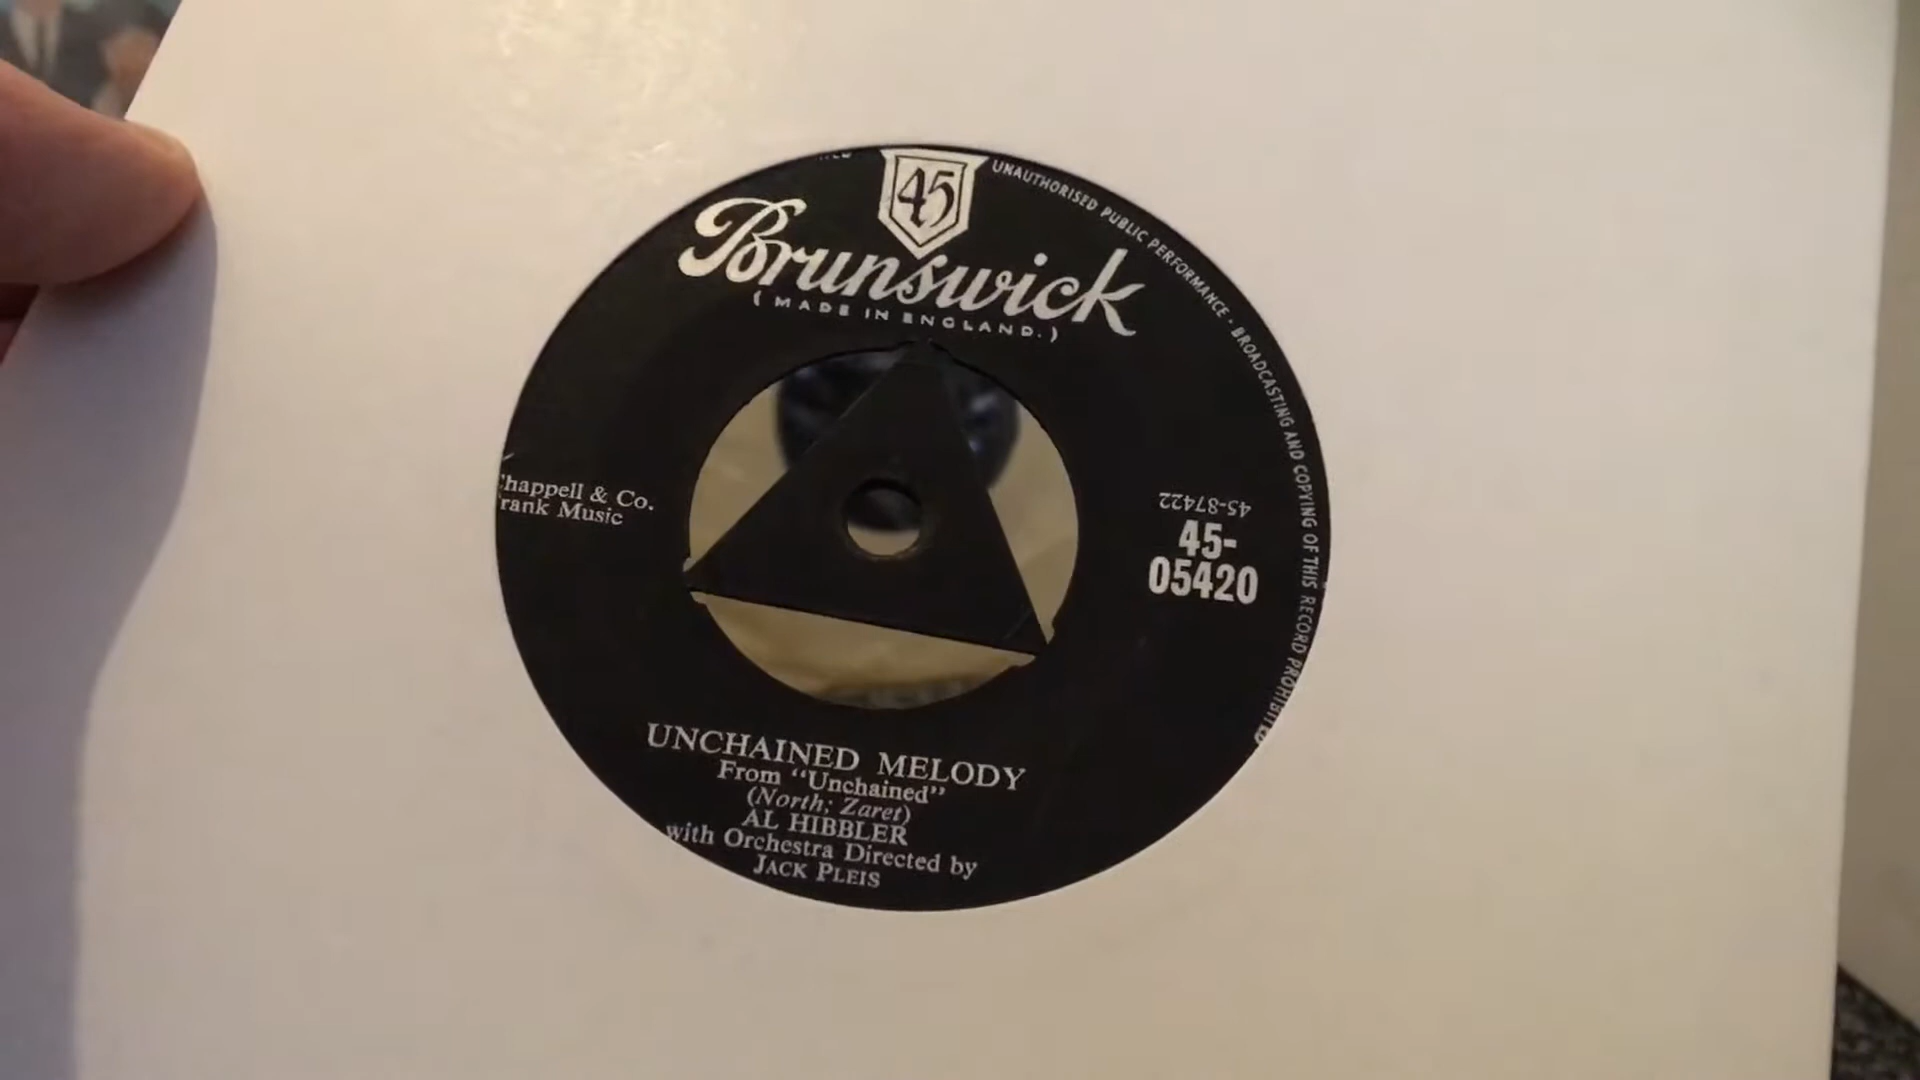 45
UNAUTHORISED PUBLIC PERFORMANCE · BROADCASTING AND COPYING OF THIS RECORD PROHIBITED
Brunswick
(MADE IN ENGLAND.)
happell & Co.
rank Music
45-87422
45-
05420
UNCHAINED MELODY
From "Unchained"
(North; Zaret)
AL HIBBLER
with Orchestra Directed by
JACK PLEIS